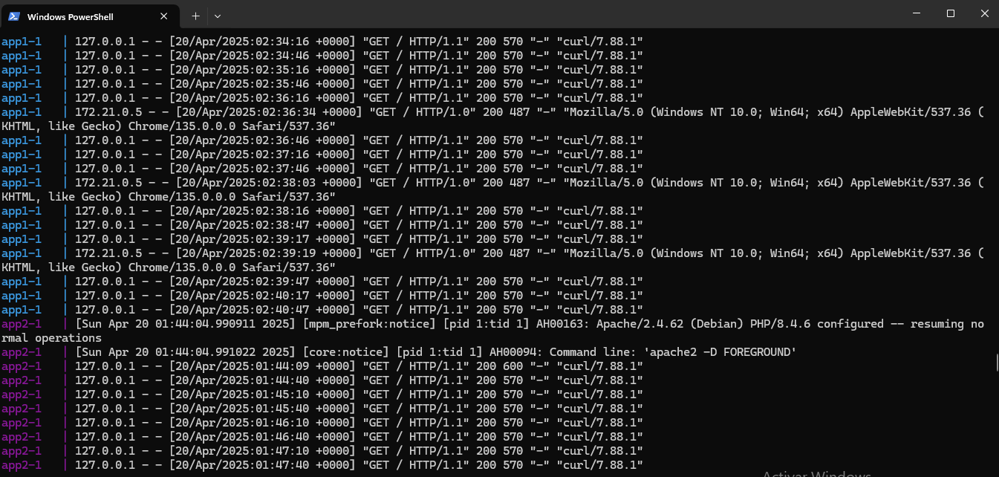 Windows PowerShell
app1-1 | 127.0.0.1 - - [20/Apr/2025:02:34:16 +0000] "GET / HTTP/1.1" 200 570 "-" "curl/7.88.1"
app1-1 | 127.0.0.1 - - [20/Apr/2025:02:34:46 +0000] "GET / HTTP/1.1" 200 570 "-" "curl/7.88.1"
app1-1 | 127.0.0.1 - - [20/Apr/2025:02:35:16 +0000] "GET / HTTP/1.1" 200 570 "-" "curl/7.88.1"
app1-1 | 127.0.0.1 - - [20/Apr/2025:02:35:46 +0000] "GET / HTTP/1.1" 200 570 "-" "curl/7.88.1"
app1-1 | 127.0.0.1 - - [20/Apr/2025:02:36:16 +0000] "GET / HTTP/1.1" 200 570 "-" "curl/7.88.1"
app1-1 | 172.21.0.5 - - [20/Apr/2025:02:36:34 +0000] "GET / HTTP/1.0" 200 487 "-" "Mozilla/5.0 (Windows NT 10.0; Win64; x64) AppleWebKit/537.36 (
KHTML, like Gecko) Chrome/135.0.0.0 Safari/537.36"
app1-1 | 127.0.0.1 - - [20/Apr/2025:02:36:46 +0000] "GET / HTTP/1.1" 200 570 "-" "curl/7.88.1"
app1-1 | 127.0.0.1 - - [20/Apr/2025:02:37:16 +0000] "GET / HTTP/1.1" 200 570 "-" "curl/7.88.1"
app1-1 | 127.0.0.1 - - [20/Apr/2025:02:37:46 +0000] "GET / HTTP/1.1" 200 570 "-" "curl/7.88.1"
app1-1 | 172.21.0.5 - - [20/Apr/2025:02:38:03 +0000] "GET / HTTP/1.0" 200 487 "-" "Mozilla/5.0 (Windows NT 10.0; Win64; x64) AppleWebKit/537.36 (
KHTML, like Gecko) Chrome/135.0.0.0 Safari/537.36"
app1-1 | 127.0.0.1 - - [20/Apr/2025:02:38:16 +0000] "GET / HTTP/1.1" 200 570 "-" "curl/7.88.1"
app1-1 | 127.0.0.1 - - [20/Apr/2025:02:38:47 +0000] "GET / HTTP/1.1" 200 570 "-" "curl/7.88.1"
app1-1 | 127.0.0.1 - - [20/Apr/2025:02:39:17 +0000] "GET / HTTP/1.1" 200 570 "-" "curl/7.88.1"
app1-1 | 172.21.0.5 - - [20/Apr/2025:02:39:19 +0000] "GET / HTTP/1.0" 200 487 "-" "Mozilla/5.0 (Windows NT 10.0; Win64; x64) AppleWebKit/537.36 (
KHTML, like Gecko) Chrome/135.0.0.0 Safari/537.36"
app1-1 | 127.0.0.1 - - [20/Apr/2025:02:39:47 +0000] "GET / HTTP/1.1" 200 570 "-" "curl/7.88.1"
app1-1 | 127.0.0.1 - - [20/Apr/2025:02:40:17 +0000] "GET / HTTP/1.1" 200 570 "-" "curl/7.88.1"
app1-1 | 127.0.0.1 - - [20/Apr/2025:02:40:47 +0000] "GET / HTTP/1.1" 200 570 "-" "curl/7.88.1"
app2-1 | [Sun Apr 20 01:44:04.990911 2025] [mpm_prefork:notice] [pid 1:tid 1] AH00163: Apache/2.4.62 (Debian) PHP/8.4.6 configured -- resuming no
rmal operations
app2-1 | [Sun Apr 20 01:44:04.991022 2025] [core:notice] [pid 1:tid 1] AH00094: Command line: 'apache2 -D FOREGROUND'
app2-1 | 127.0.0.1 - - [20/Apr/2025:01:44:09 +0000] "GET / HTTP/1.1" 200 600 "-" "curl/7.88.1"
app2-1 | 127.0.0.1 - - [20/Apr/2025:01:44:40 +0000] "GET / HTTP/1.1" 200 570 "-" "curl/7.88.1"
app2-1 | 127.0.0.1 - - [20/Apr/2025:01:45:10 +0000] "GET / HTTP/1.1" 200 570 "-" "curl/7.88.1"
app2-1 | 127.0.0.1 - - [20/Apr/2025:01:45:40 +0000] "GET / HTTP/1.1" 200 570 "-" "curl/7.88.1"
app2-1 | 127.0.0.1 - - [20/Apr/2025:01:46:10 +0000] "GET / HTTP/1.1" 200 570 "-" "curl/7.88.1"
app2-1 | 127.0.0.1 - - [20/Apr/2025:01:46:40 +0000] "GET / HTTP/1.1" 200 570 "-" "curl/7.88.1"
app2-1 | 127.0.0.1 - - [20/Apr/2025:01:47:10 +0000] "GET / HTTP/1.1" 200 570 "-" "curl/7.88.1"
app2-1 | 127.0.0.1 - - [20/Apr/2025:01:47:40 +0000] "GET / HTTP/1.1" 200 570 "-" "curl/7.88.1"
Activar Windows